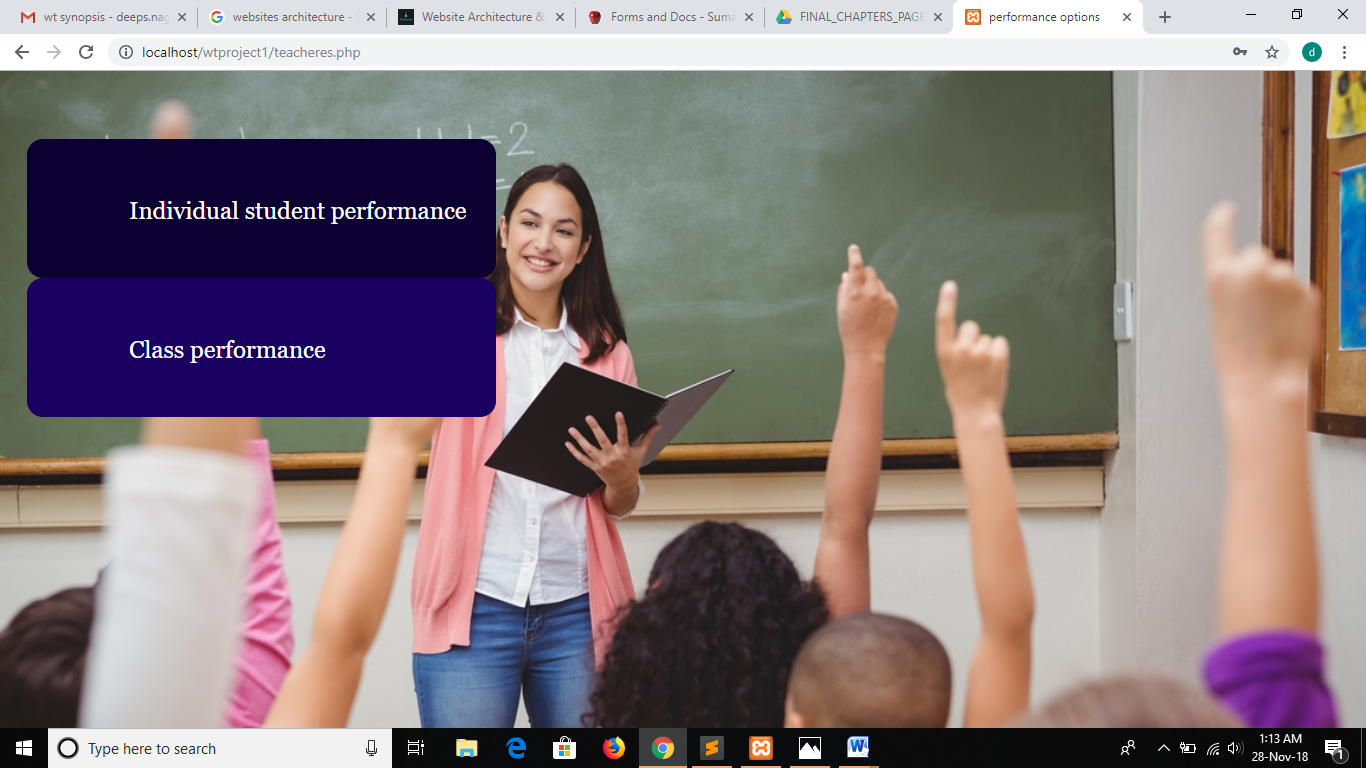 wt synopsis - deeps.nag
websites architecture -
Website Architecture &
Forms and Docs - Suma
FINAL_CHAPTERS_PAGE
performance options
localhost/wtproject1/teacheres.php
d
=2
Individual student performance
Class performance
Type here to search
1:13 AM
28-Nov-18
1